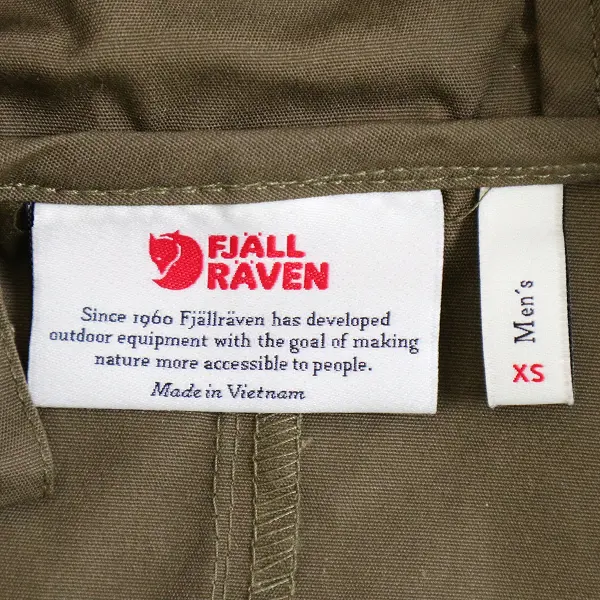 FJÄLL
RÄVEN
Since 1960 Fjällräven has developed
outdoor equipment with the goal of making
nature more accessible to people.
Made in Vietnam
Men's
XS